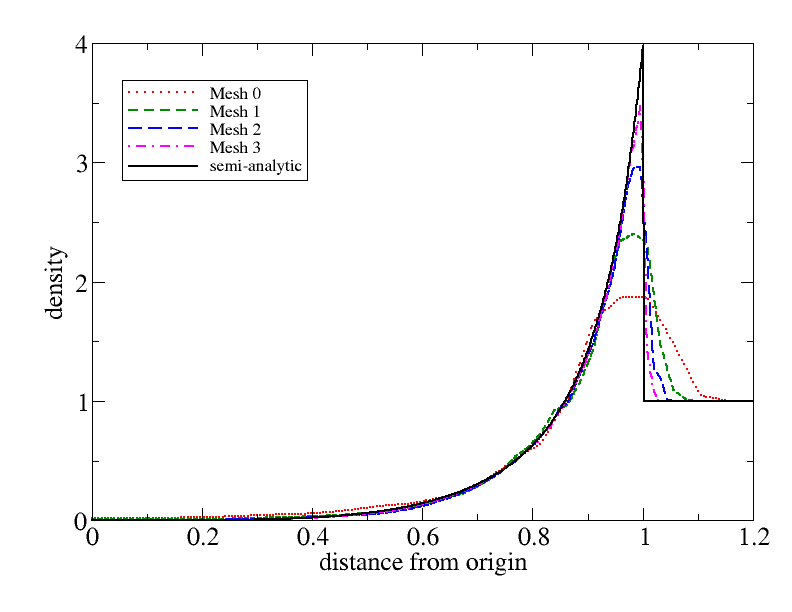 4
3
2
1
0
density
Mesh 0
Mesh 1
Mesh 2
Mesh 3
semi-analytic
0 0.2 0.4 0.6 0.8 1 1.2
distance from origin